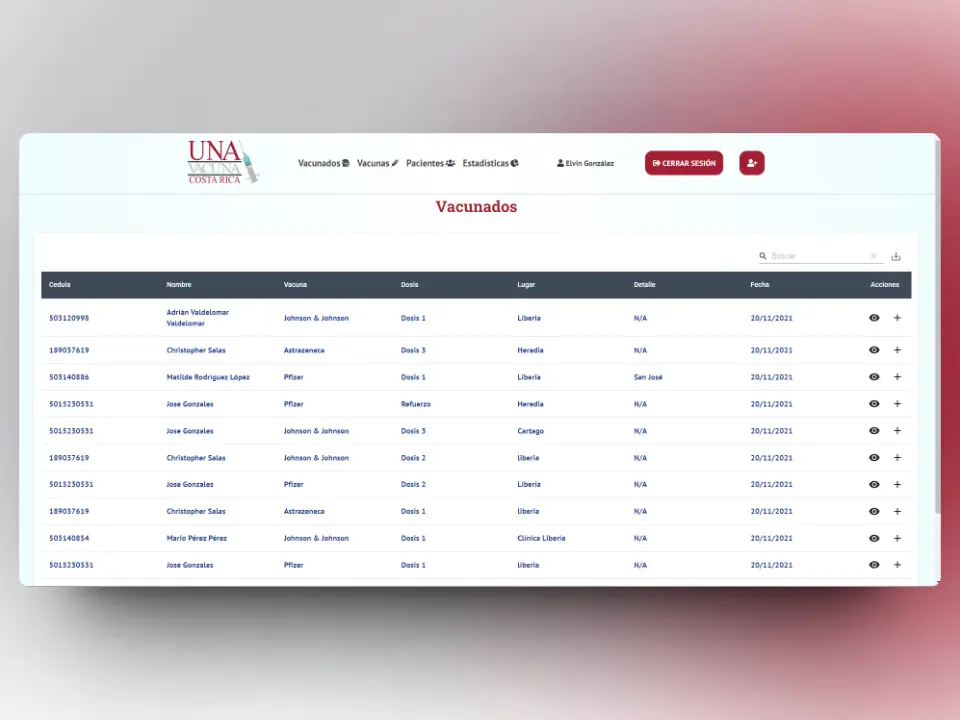 UNA
VACUNA
COSTA RICA
Vacunados Vacunas Pacientes Estadísticas Elvin González CERRAR SESIÓN
Vacunados
Buscar
Cedula Nombre Vacuna Dosis Lugar Detalle Fecha Acciones
503120998 Adrián Valdelomar Valdelomar Johnson & Johnson Dosis 1 Liberia N/A 20/11/2021
189037619 Christopher Salas Astrazeneca Dosis 3 Heredia N/A 20/11/2021
503140886 Matilde Rodríguez López Pfizer Dosis 1 Liberia San José 20/11/2021
5015230531 Jose Gonzales Pfizer Refuerzo Heredia N/A 20/11/2021
5015230531 Jose Gonzales Johnson & Johnson Dosis 3 Cartago N/A 20/11/2021
189037619 Christopher Salas Johnson & Johnson Dosis 2 liberia N/A 20/11/2021
5015230531 Jose Gonzales Pfizer Dosis 2 Liberia N/A 20/11/2021
189037619 Christopher Salas Astrazeneca Dosis 1 liberia N/A 20/11/2021
503140854 Mario Pérez Pérez Johnson & Johnson Dosis 1 Clínica Liberia N/A 20/11/2021
5015230531 Jose Gonzales Pfizer Dosis 1 liberia N/A 20/11/2021